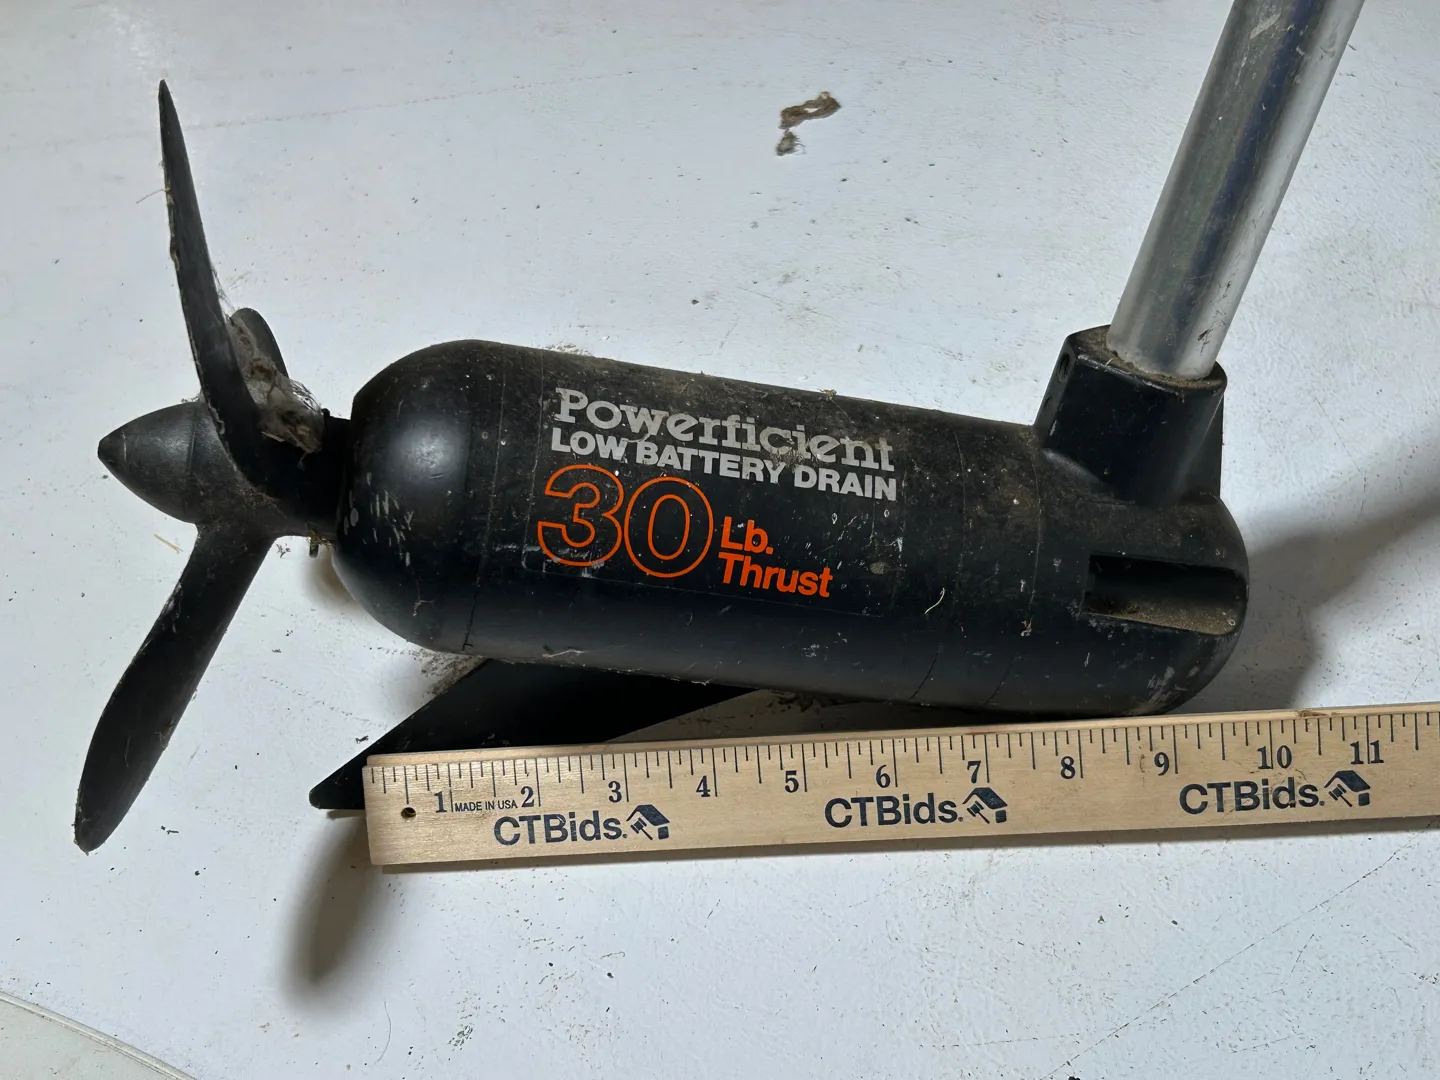 Powerficient
LOW BATTERY DRAIN
30 Lb.
Thrust
1 MADE IN USA 2 3 4 5 6 7 8 9 10 11
CTBids. CTBids. CTBids.